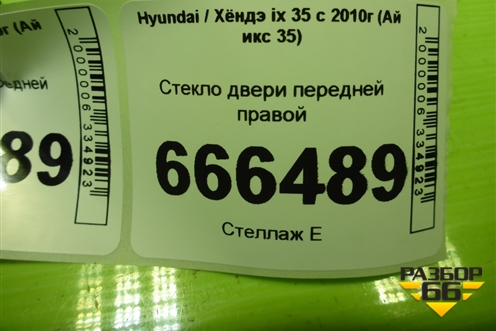 г (Ай
редней
89
2000006334923
Hyundai / Хёндэ ix 35 с 2010г (Ай
икс 35)
Стекло двери передней
правой
666489
Стеллаж Е
2000006334923
РАЗБОР
66